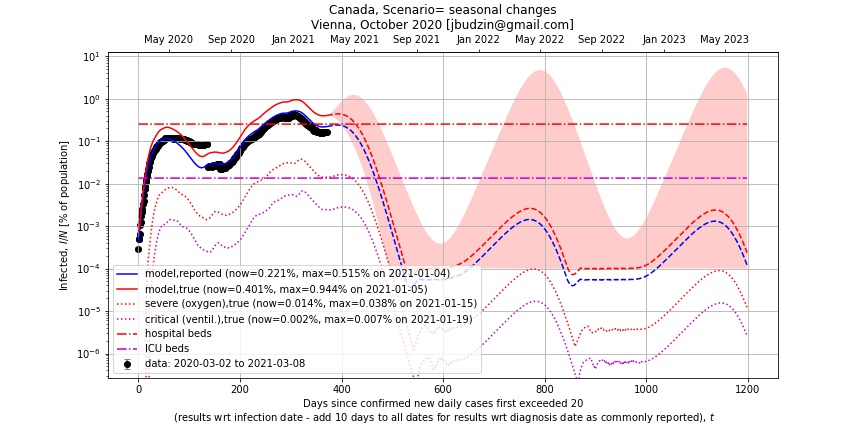 Canada, Scenario= seasonal changes
Vienna, October 2020 [jbudzin@gmail.com]
May 2020 Sep 2020 Jan 2021 May 2021 Sep 2021 Jan 2022 May 2022 Sep 2022 Jan 2023 May 2023
Infected, I/N [% of population]
10¹
10⁰
10⁻¹
10⁻²
10⁻³
10⁻⁴
10⁻⁵
10⁻⁶
model,reported (now=0.221%, max=0.515% on 2021-01-04)
model,true (now=0.401%, max=0.944% on 2021-01-05)
severe (oxygen),true (now=0.014%, max=0.038% on 2021-01-15)
critical (ventil.),true (now=0.002%, max=0.007% on 2021-01-19)
hospital beds
ICU beds
data: 2020-03-02 to 2021-03-08
0 200 400 600 800 1000 1200
Days since confirmed new daily cases first exceeded 20
(results wrt infection date - add 10 days to all dates for results wrt diagnosis date as commonly reported), t